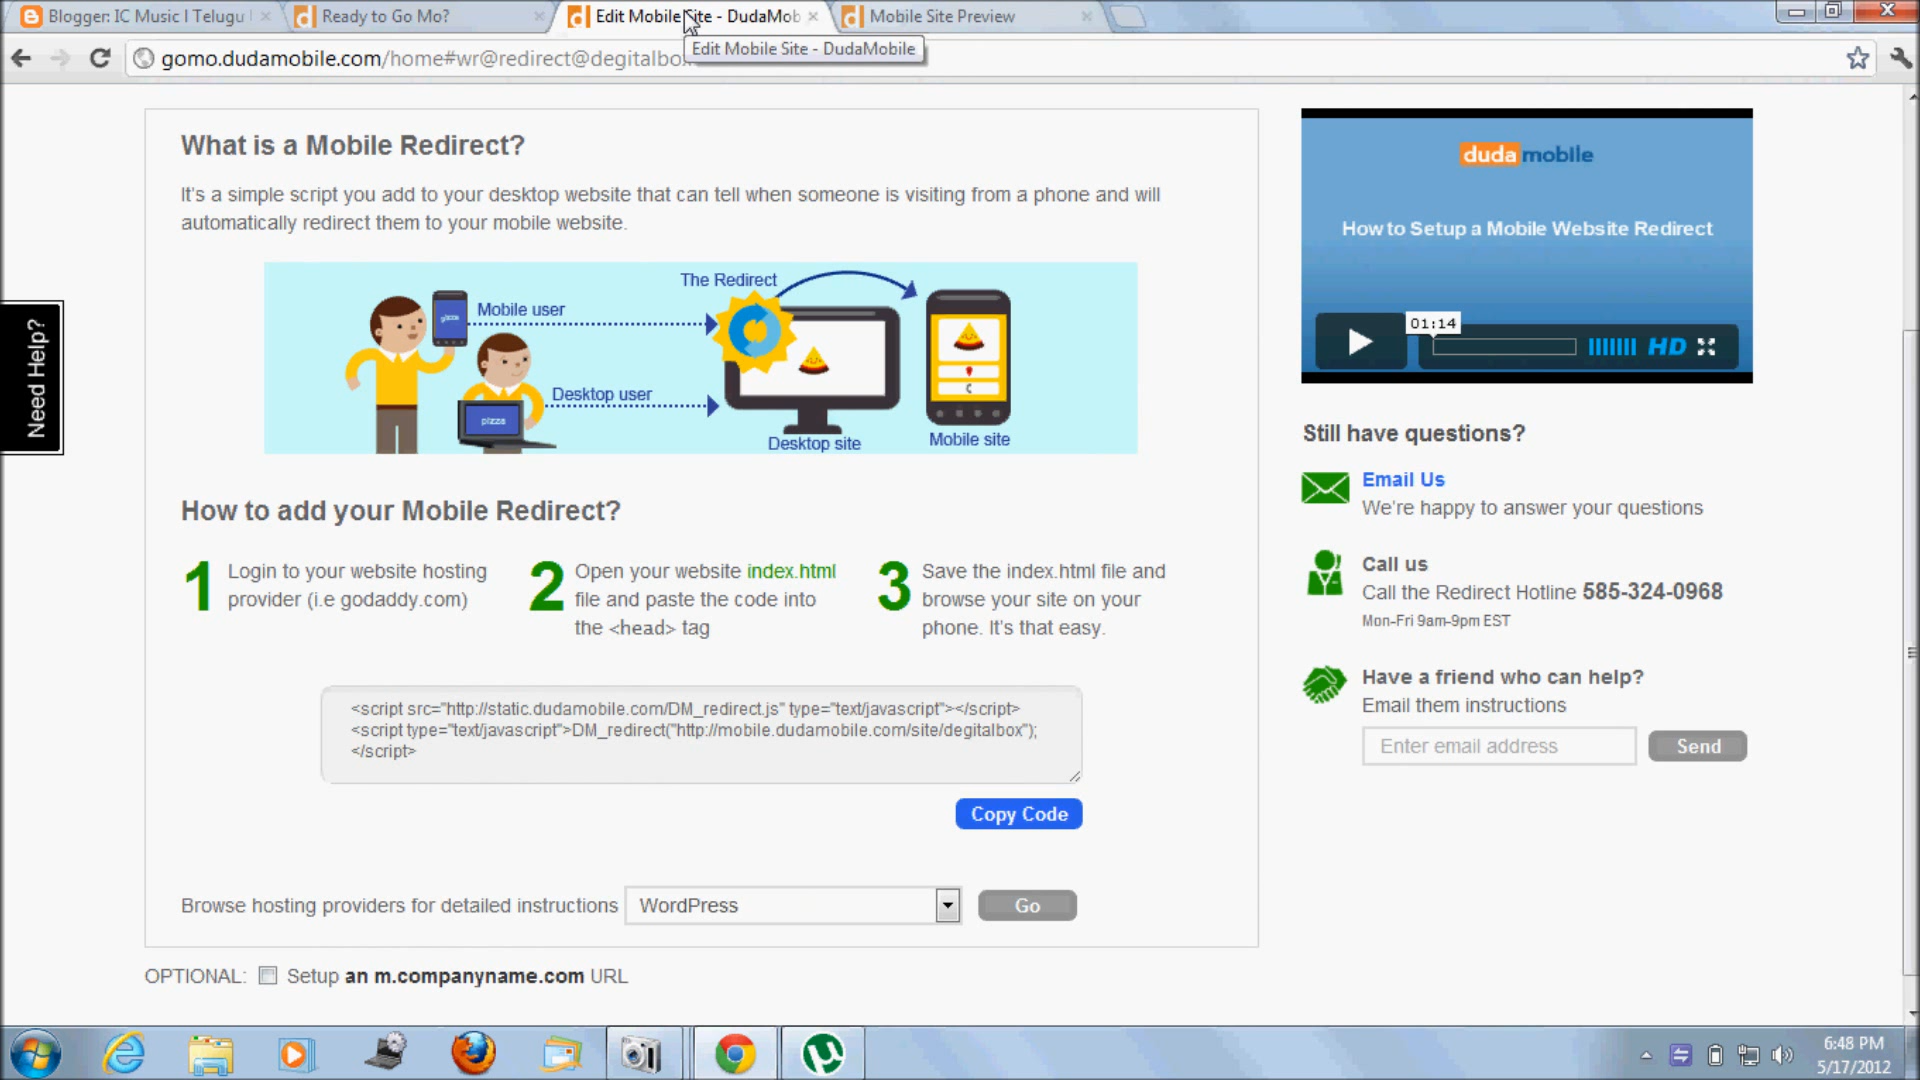 Blogger: IC Music I Telugu
Ready to Go Mo?
Edit Mobile Site - DudaMob
Mobile Site Preview
Edit Mobile Site - DudaMobile
gomo.dudamobile.com/home#wr@redirect@degitalbo
What is a Mobile Redirect?
It's a simple script you add to your desktop website that can tell when someone is visiting from a phone and will
automatically redirect them to your mobile website.
The Redirect
Mobile user
pizza
Desktop user
pizza
Desktop site
Mobile site
How to add your Mobile Redirect?
1 Login to your website hosting
provider (i.e godaddy.com)
2 Open your website index.html
file and paste the code into
the <head> tag
3 Save the index.html file and
browse your site on your
phone. It's that easy.
<script src="http://static.dudamobile.com/DM_redirect.js" type="text/javascript"></script>
<script type="text/javascript">DM_redirect("http://mobile.dudamobile.com/site/degitalbox");
</script>
Copy Code
Browse hosting providers for detailed instructions
WordPress
Go
OPTIONAL: Setup an m.companyname.com URL
Need Help?
dudamobile
How to Setup a Mobile Website Redirect
01:14
HD
Still have questions?
Email Us
We're happy to answer your questions
Call us
Call the Redirect Hotline 585-324-0968
Mon-Fri 9am-9pm EST
Have a friend who can help?
Email them instructions
Enter email address
Send
6:48 PM
5/17/2012